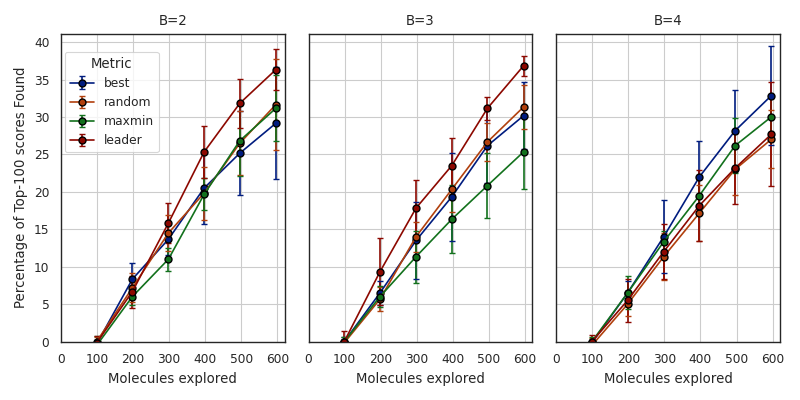 B=2
B=3
B=4
Percentage of Top-100 scores Found
40
35
30
25
20
15
10
5
0
Metric
best
random
maxmin
leader
0 100 200 300 400 500 600
0 100 200 300 400 500 600
0 100 200 300 400 500 600
Molecules explored
Molecules explored
Molecules explored